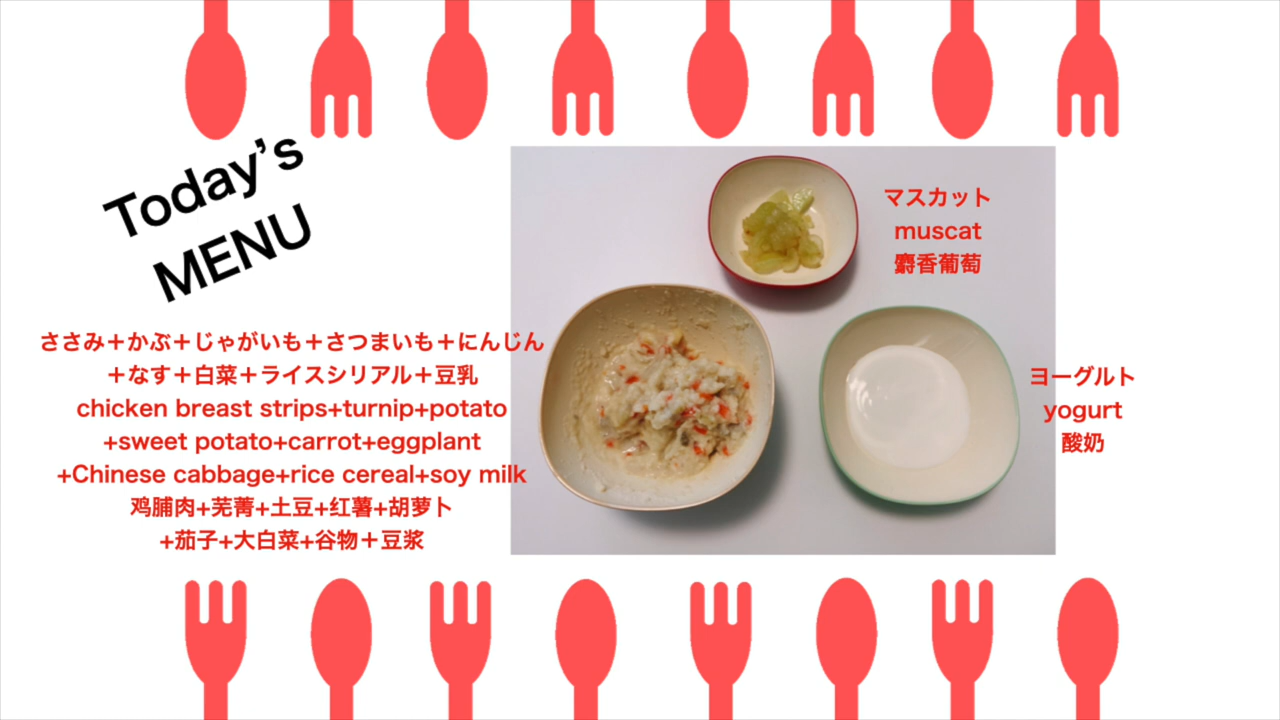 Today's
MENU
マスカット
muscat
麝香葡萄
ささみ＋かぶ＋じゃがいも＋さつまいも＋にんじん
＋なす＋白菜＋ライスシリアル＋豆乳
chicken breast strips+turnip+potato
+sweet potato+carrot+eggplant
+Chinese cabbage+rice cereal+soy milk
鸡脯肉+芜菁+土豆+红薯+胡萝卜
+茄子+大白菜+谷物＋豆浆
ヨーグルト
yogurt
酸奶